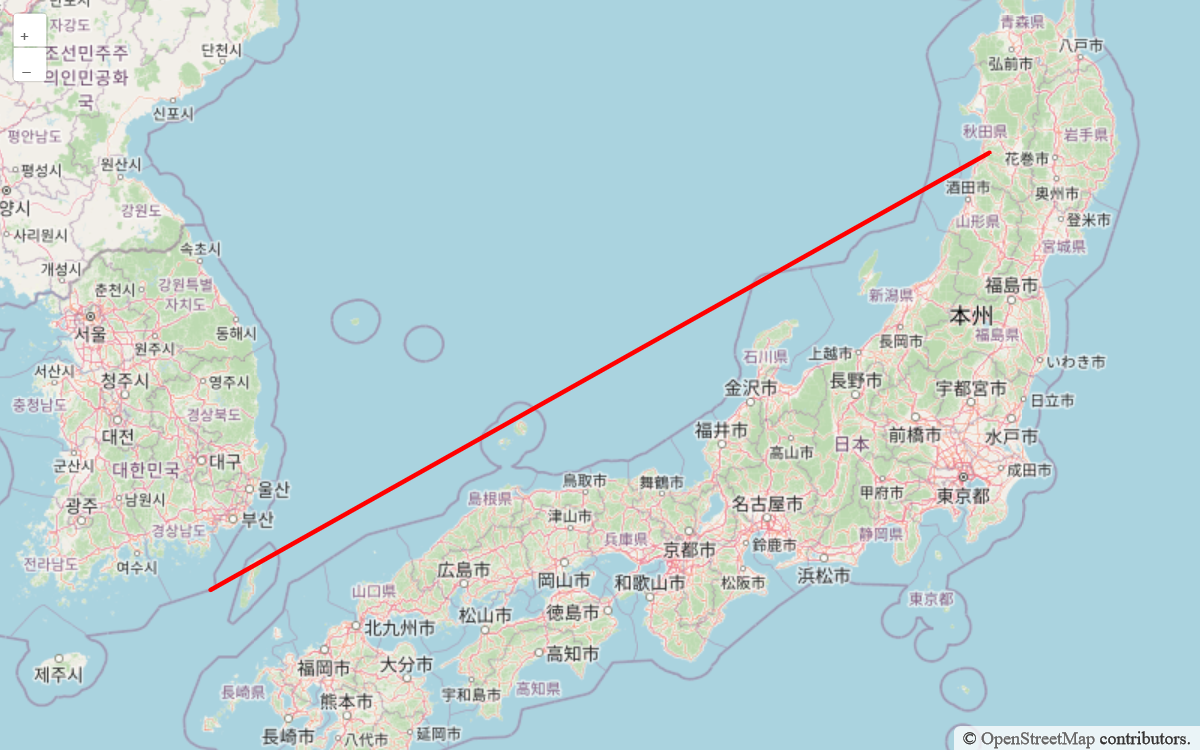 青森県
자강도
+
八戸市
조선민주주
단천시
弘前市
의인민공화
–
국
신포시
秋田県
岩手県
평안남도
花巻市
원산시
평성시
酒田市
奥州市
양시
강원도
登米市
山形県
사리원시
宮城県
속초시
개성시
강원특별
자치도
춘천시
福島市
新潟県
本州
서울
동해시
福島県
長岡市
원주시
上越市
石川県
いわき市
서산시
청주시
영주시
金沢市
長野市
宇都宮市
충청남도
日立市
경상북도
福井市
前橋市
水戸市
대전
日本
高山市
군산시
대한민국
대구
成田市
鳥取市
舞鶴市
울산
甲府市
東京都
남원시
島根県
광주
名古屋市
부산
津山市
경상남도
静岡県
兵庫県
京都市
鈴鹿市
전라남도
여수시
広島市
岡山市
和歌山市
松阪市
浜松市
山口県
東京都
松山市
徳島市
北九州市
高知市
福岡市
大分市
제주시
長崎県
宇和島市
高知県
熊本市
長崎市
八代市
延岡市
© OpenStreetMap contributors.